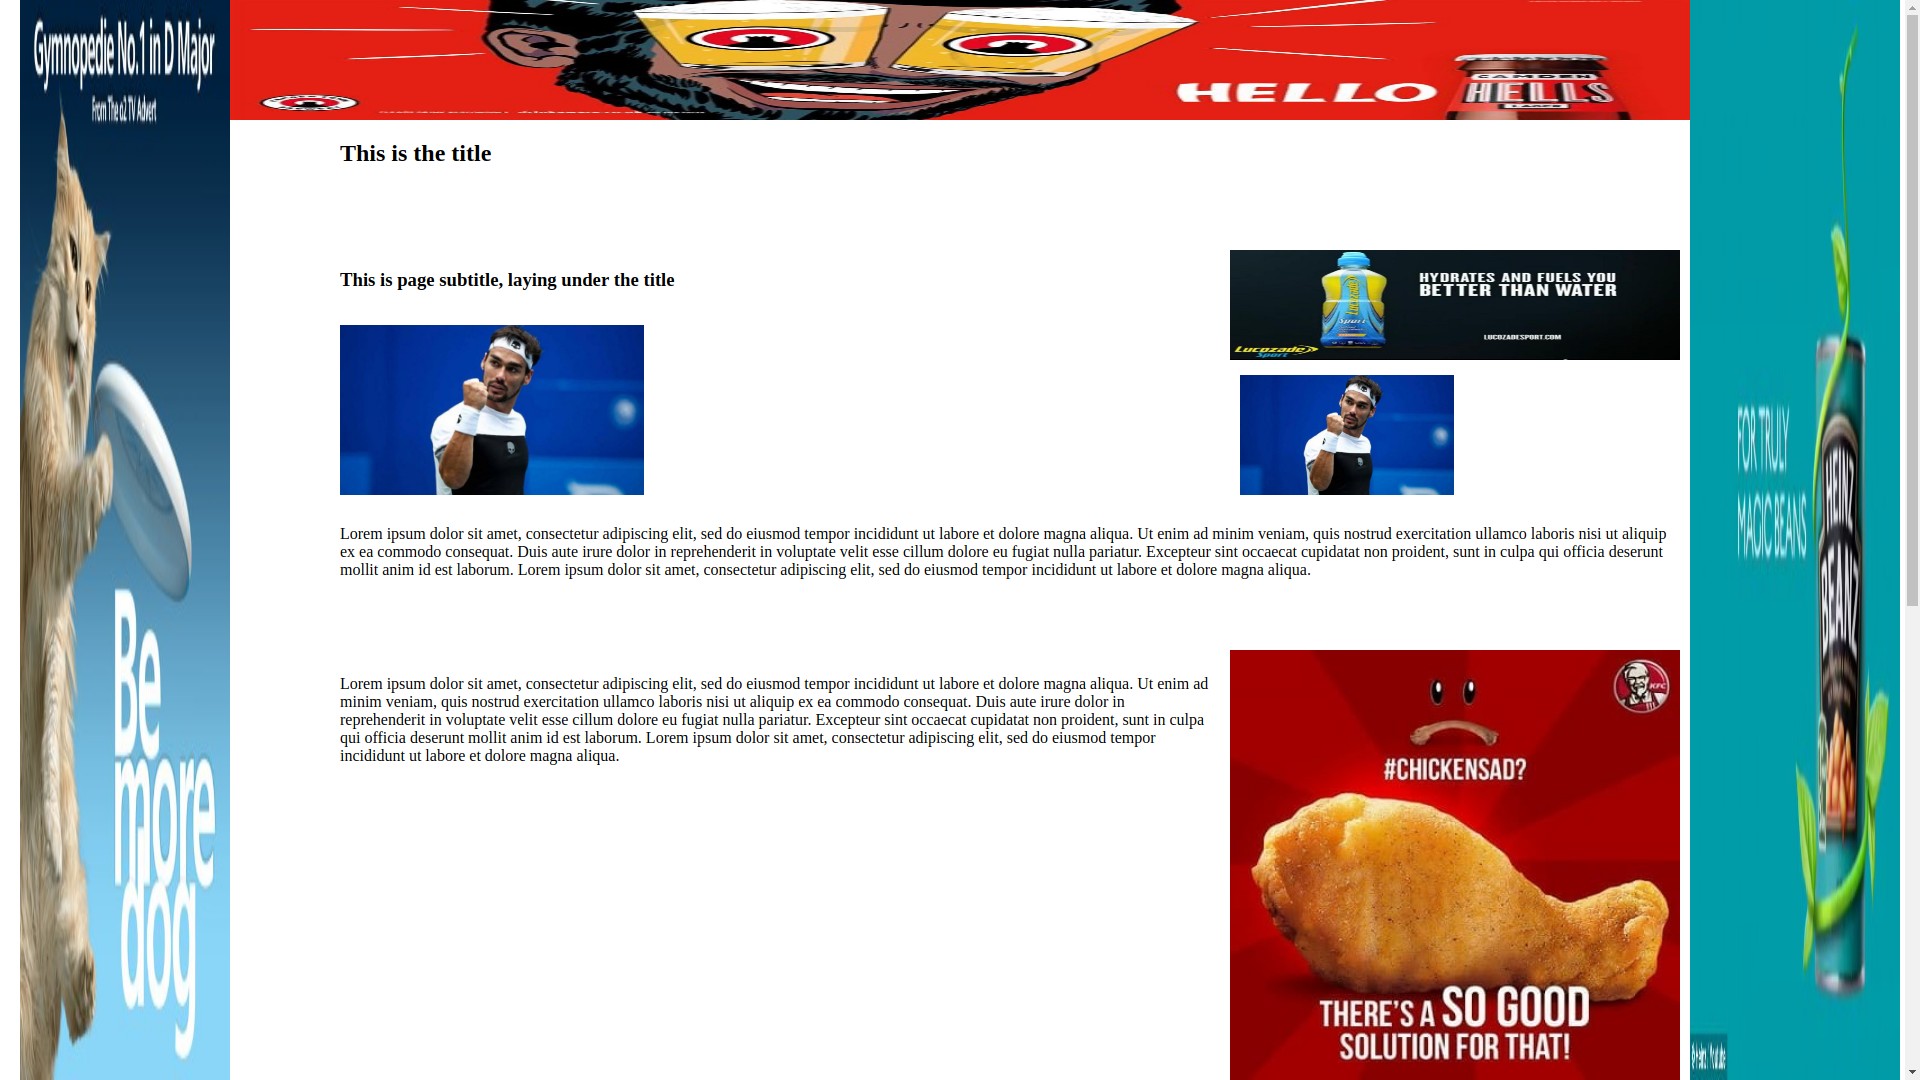 Gymnopedie No.1 in D Major
From The o2 TV Advert
Be
more
dog
HELLO
CAMDEN
HELLS
LAGER
This is the title
This is page subtitle, laying under the title
HYDRATES AND FUELS YOU
BETTER THAN WATER
LUCOZADESPORT.COM
LUCOZADE
Sport
Lucozade
Sport
Lorem ipsum dolor sit amet, consectetur adipiscing elit, sed do eiusmod tempor incididunt ut labore et dolore magna aliqua. Ut enim ad minim veniam, quis nostrud exercitation ullamco laboris nisi ut aliquip
ex ea commodo consequat. Duis aute irure dolor in reprehenderit in voluptate velit esse cillum dolore eu fugiat nulla pariatur. Excepteur sint occaecat cupidatat non proident, sunt in culpa qui officia deserunt
mollit anim id est laborum. Lorem ipsum dolor sit amet, consectetur adipiscing elit, sed do eiusmod tempor incididunt ut labore et dolore magna aliqua.
Lorem ipsum dolor sit amet, consectetur adipiscing elit, sed do eiusmod tempor incididunt ut labore et dolore magna aliqua. Ut enim ad
minim veniam, quis nostrud exercitation ullamco laboris nisi ut aliquip ex ea commodo consequat. Duis aute irure dolor in
reprehenderit in voluptate velit esse cillum dolore eu fugiat nulla pariatur. Excepteur sint occaecat cupidatat non proident, sunt in culpa
qui officia deserunt mollit anim id est laborum. Lorem ipsum dolor sit amet, consectetur adipiscing elit, sed do eiusmod tempor
incididunt ut labore et dolore magna aliqua.
KFC
#CHICKENSAD?
THERE'S A SO GOOD
SOLUTION FOR THAT!
FOR TRULY
MAGIC BEANS
HEINZ
BEANZ